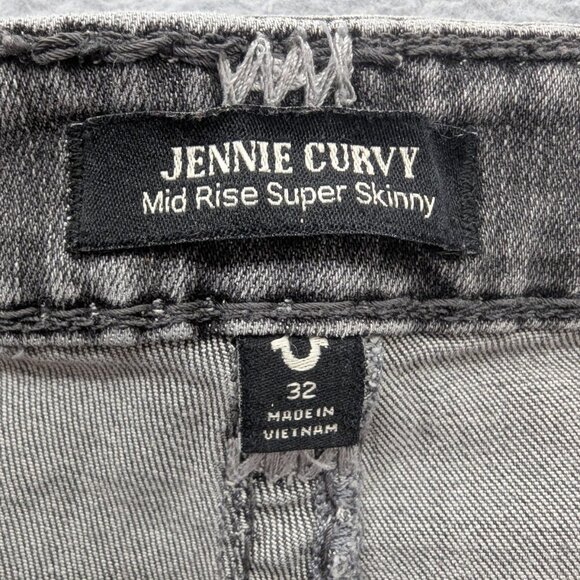 JENNIE CURVY
Mid Rise Super Skinny
32
MADE IN
VIETNAM